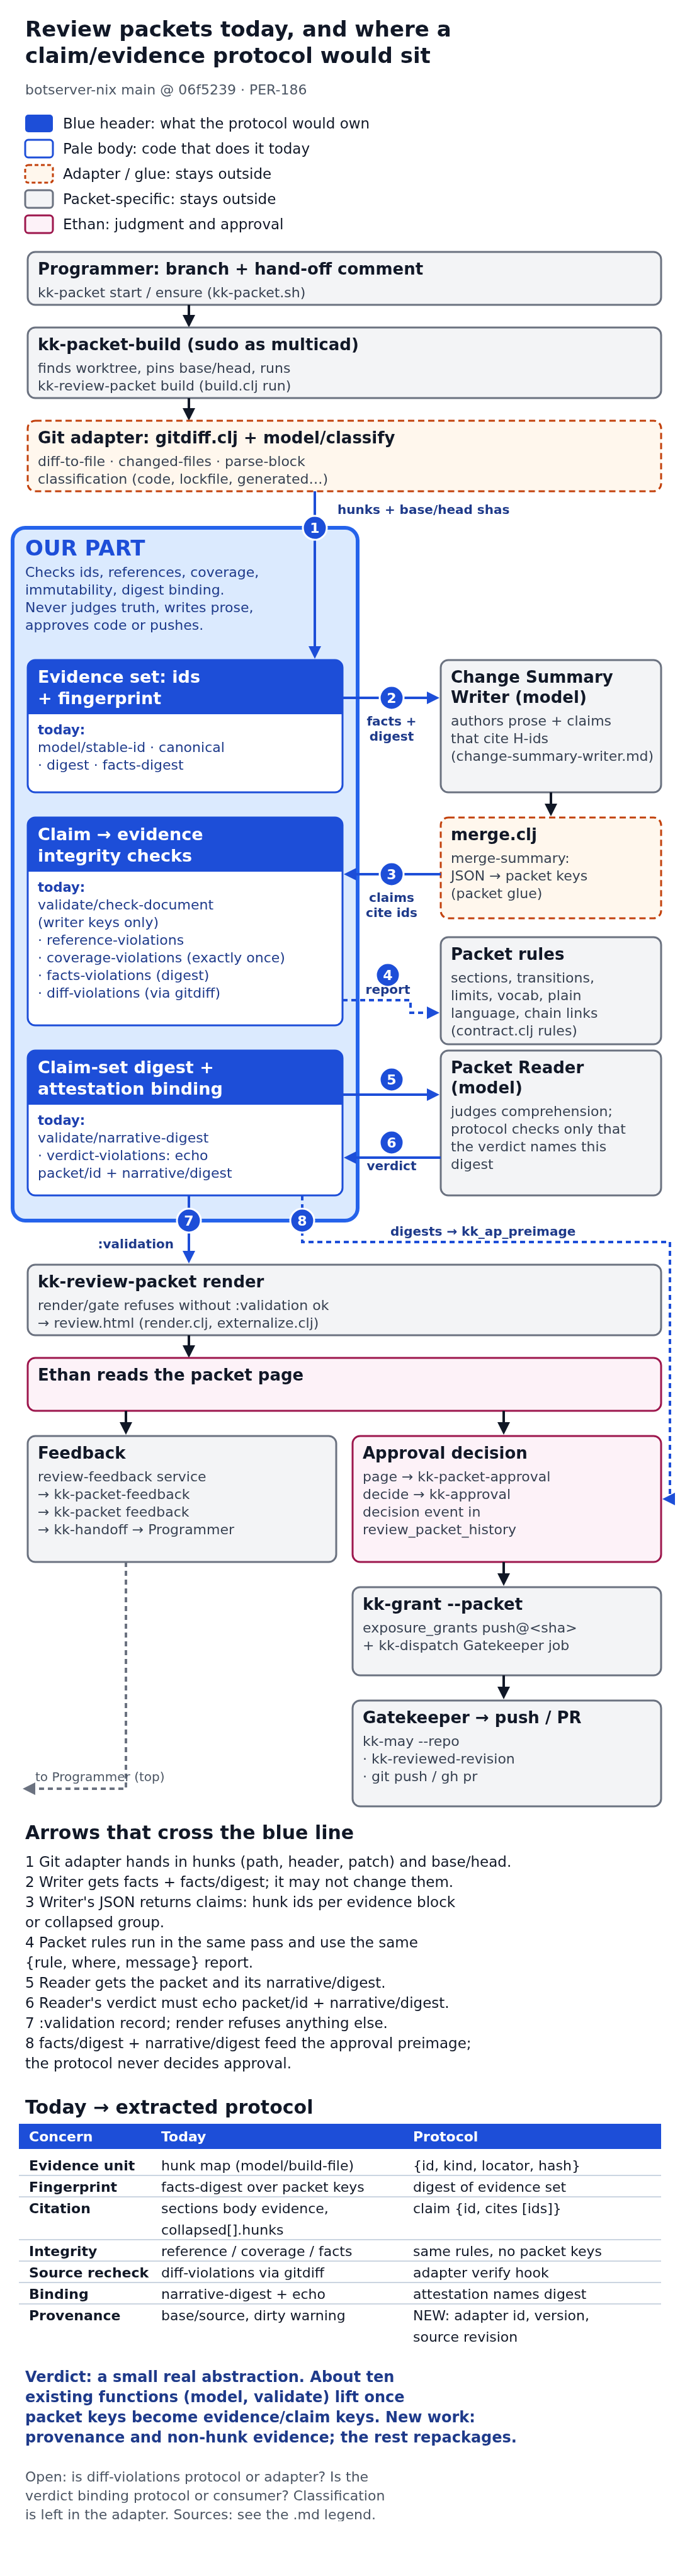 Review packets today, and where a
claim/evidence protocol would sit
botserver-nix main @ 06f5239 · PER-186
Blue header: what the protocol would own
Pale body: code that does it today
Adapter / glue: stays outside
Packet-specific: stays outside
Ethan: judgment and approval
Programmer: branch + hand-off comment
kk-packet start / ensure (kk-packet.sh)
kk-packet-build (sudo as multicad)
finds worktree, pins base/head, runs
kk-review-packet build (build.clj run)
Git adapter: gitdiff.clj + model/classify
diff-to-file · changed-files · parse-block
classification (code, lockfile, generated…)
hunks + base/head shas
1
OUR PART
Checks ids, references, coverage,
immutability, digest binding.
Never judges truth, writes prose,
approves code or pushes.
Evidence set: ids
+ fingerprint
today:
model/stable-id · canonical
· digest · facts-digest
2
facts +
digest
Change Summary
Writer (model)
authors prose + claims
that cite H-ids
(change-summary-writer.md)
Claim → evidence
integrity checks
today:
validate/check-document
(writer keys only)
· reference-violations
· coverage-violations (exactly once)
· facts-violations (digest)
· diff-violations (via gitdiff)
3
claims
cite ids
merge.clj
merge-summary:
JSON → packet keys
(packet glue)
4
report
Packet rules
sections, transitions,
limits, vocab, plain
language, chain links
(contract.clj rules)
Claim-set digest +
attestation binding
today:
validate/narrative-digest
· verdict-violations: echo
packet/id + narrative/digest
5
6
verdict
Packet Reader
(model)
judges comprehension;
protocol checks only that
the verdict names this
digest
7
8
:validation
digests → kk_ap_preimage
kk-review-packet render
render/gate refuses without :validation ok
→ review.html (render.clj, externalize.clj)
Ethan reads the packet page
Feedback
review-feedback service
→ kk-packet-feedback
→ kk-packet feedback
→ kk-handoff → Programmer
Approval decision
page → kk-packet-approval
decide → kk-approval
decision event in
review_packet_history
kk-grant --packet
exposure_grants push@<sha>
+ kk-dispatch Gatekeeper job
Gatekeeper → push / PR
kk-may --repo
· kk-reviewed-revision
· git push / gh pr
to Programmer (top)
Arrows that cross the blue line
1 Git adapter hands in hunks (path, header, patch) and base/head.
2 Writer gets facts + facts/digest; it may not change them.
3 Writer's JSON returns claims: hunk ids per evidence block
or collapsed group.
4 Packet rules run in the same pass and use the same
{rule, where, message} report.
5 Reader gets the packet and its narrative/digest.
6 Reader's verdict must echo packet/id + narrative/digest.
7 :validation record; render refuses anything else.
8 facts/digest + narrative/digest feed the approval preimage;
the protocol never decides approval.
Today → extracted protocol
Concern Today Protocol
Evidence unit hunk map (model/build-file) {id, kind, locator, hash}
Fingerprint facts-digest over packet keys digest of evidence set
Citation sections body evidence, claim {id, cites [ids]}
collapsed[].hunks
Integrity reference / coverage / facts same rules, no packet keys
Source recheck diff-violations via gitdiff adapter verify hook
Binding narrative-digest + echo attestation names digest
Provenance base/source, dirty warning NEW: adapter id, version,
source revision
Verdict: a small real abstraction. About ten
existing functions (model, validate) lift once
packet keys become evidence/claim keys. New work:
provenance and non-hunk evidence; the rest repackages.
Open: is diff-violations protocol or adapter? Is the
verdict binding protocol or consumer? Classification
is left in the adapter. Sources: see the .md legend.